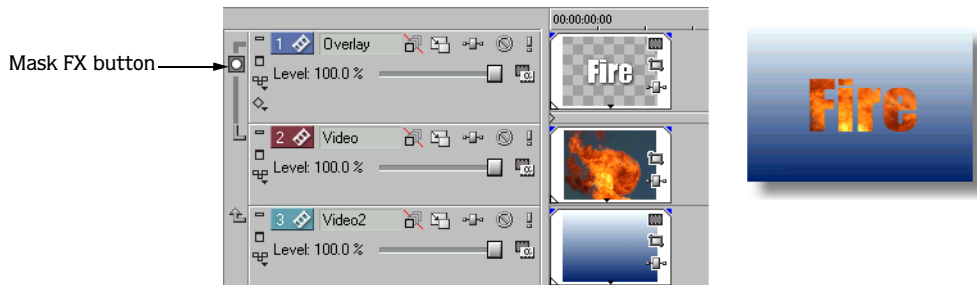 00:00:00:00
1 Overlay
Mask FX button
Level: 100.0 %
Fire
Fire
2 Video
Level: 100.0 %
3 Video2
Level: 100.0 %